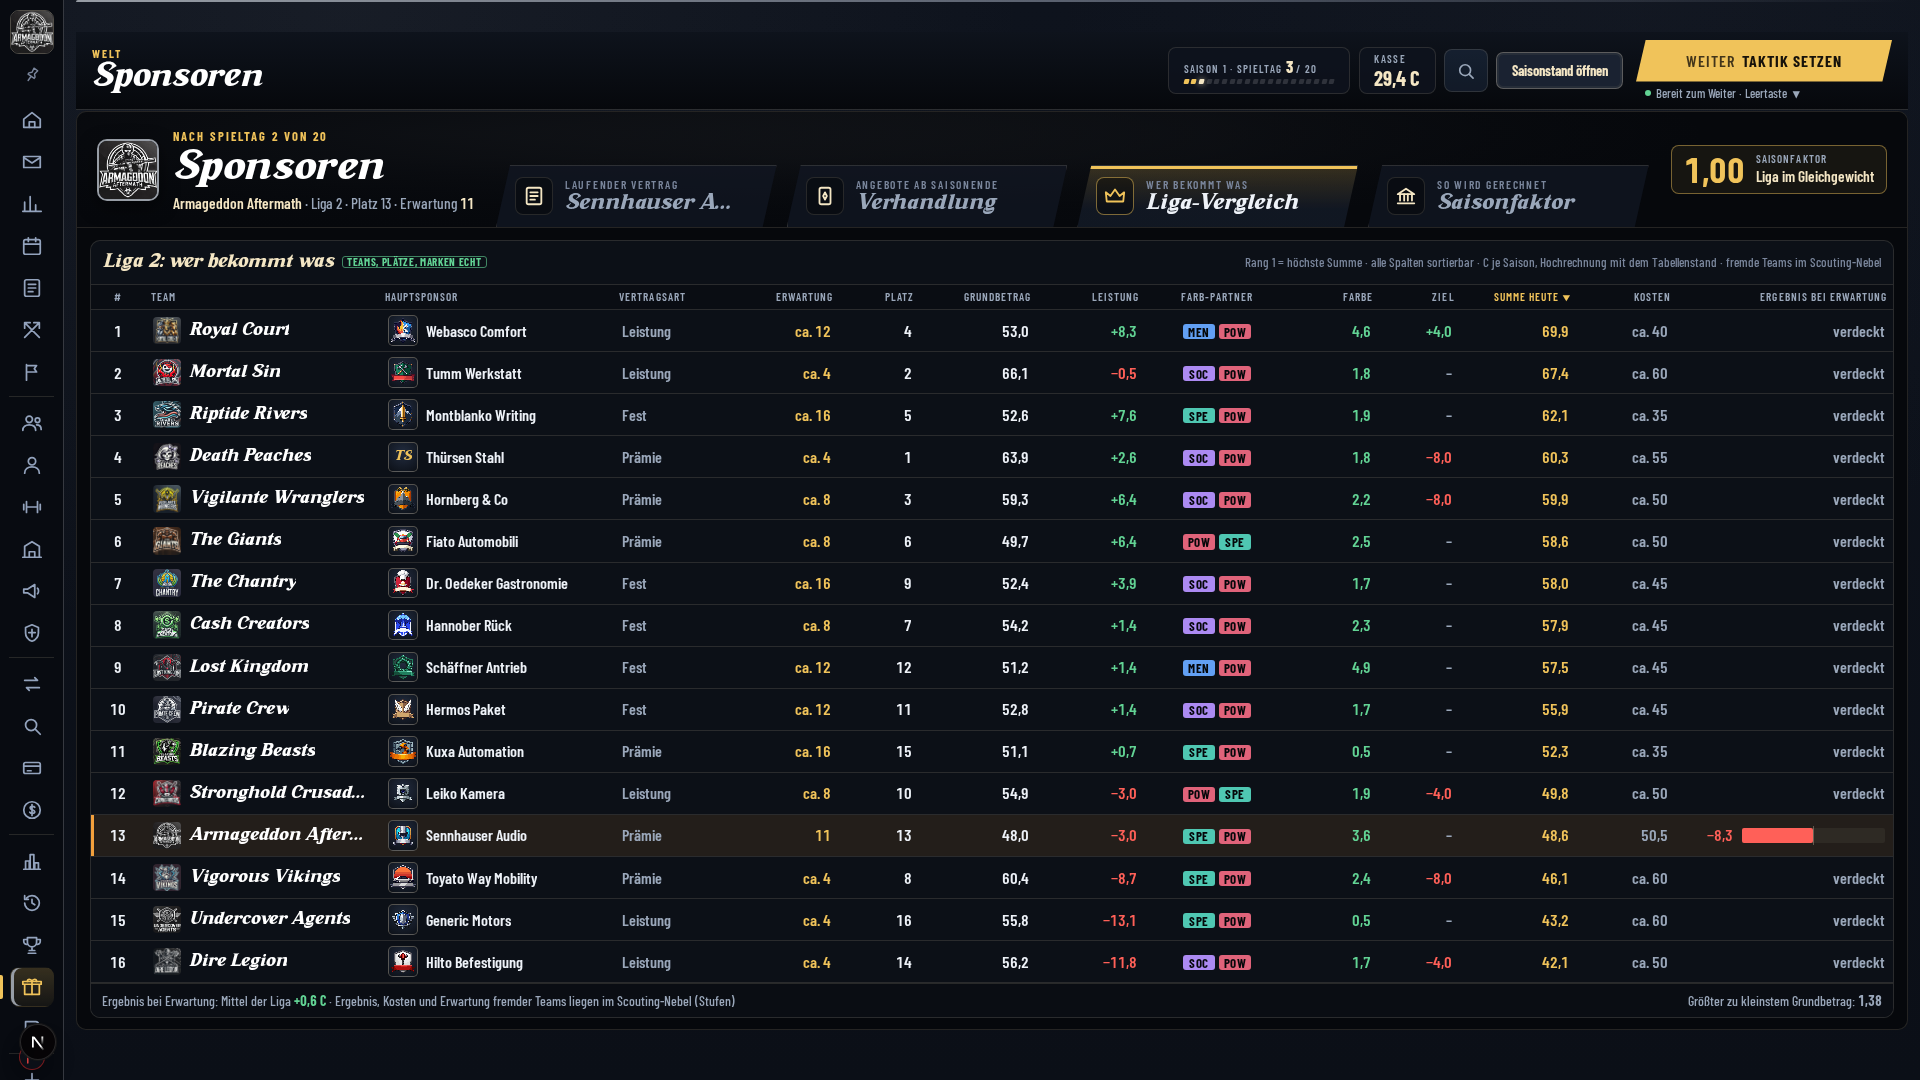 WELT
Sponsoren
SAISON 1 · SPIELTAG 3 / 20
KASSE
29,4 C
Saisonstand öffnen
WEITER TAKTIK SETZEN
Bereit zum Weiter · Leertaste ▼
NACH SPIELTAG 2 VON 20
Sponsoren
Armageddon Aftermath · Liga 2 · Platz 13 · Erwartung 11
LAUFENDER VERTRAG
Sennhauser A...
ANGEBOTE AB SAISONENDE
Verhandlung
WER BEKOMMT WAS
Liga-Vergleich
SO WIRD GERECHNET
Saisonfaktor
1,00
SAISONFAKTOR
Liga im Gleichgewicht
Liga 2: wer bekommt was TEAMS, PLÄTZE, MARKEN ECHT
Rang 1 = höchste Summe · alle Spalten sortierbar · C je Saison, Hochrechnung mit dem Tabellenstand · fremde Teams im Scouting-Nebel
# TEAM HAUPTSPONSOR VERTRAGSART ERWARTUNG PLATZ GRUNDBETRAG LEISTUNG FARB-PARTNER FARBE ZIEL SUMME HEUTE ▼ KOSTEN ERGEBNIS BEI ERWARTUNG
1 Royal Court Webasco Comfort Leistung ca. 12 4 53,0 +8,3 MEN POW 4,6 +4,0 69,9 ca. 40 verdeckt
2 Mortal Sin Tumm Werkstatt Leistung ca. 4 2 66,1 −0,5 SOC POW 1,8 – 67,4 ca. 60 verdeckt
3 Riptide Rivers Montblanko Writing Fest ca. 16 5 52,6 +7,6 SPE POW 1,9 – 62,1 ca. 35 verdeckt
4 Death Peaches TS Thürsen Stahl Prämie ca. 4 1 63,9 +2,6 SOC POW 1,8 −8,0 60,3 ca. 55 verdeckt
5 Vigilante Wranglers Hornberg & Co Prämie ca. 8 3 59,3 +6,4 SOC POW 2,2 −8,0 59,9 ca. 50 verdeckt
6 The Giants Fiato Automobili Prämie ca. 8 6 49,7 +6,4 POW SPE 2,5 – 58,6 ca. 50 verdeckt
7 The Chantry Dr. Oedeker Gastronomie Fest ca. 16 9 52,4 +3,9 SOC POW 1,7 – 58,0 ca. 45 verdeckt
8 Cash Creators Hannober Rück Fest ca. 8 7 54,2 +1,4 SOC POW 2,3 – 57,9 ca. 45 verdeckt
9 Lost Kingdom Schäffner Antrieb Fest ca. 12 12 51,2 +1,4 MEN POW 4,9 – 57,5 ca. 45 verdeckt
10 Pirate Crew Hermos Paket Fest ca. 12 11 52,8 +1,4 SOC POW 1,7 – 55,9 ca. 45 verdeckt
11 Blazing Beasts Kuxa Automation Prämie ca. 16 15 51,1 +0,7 SPE POW 0,5 – 52,3 ca. 35 verdeckt
12 Stronghold Crusad... Leiko Kamera Leistung ca. 8 10 54,9 −3,0 POW SPE 1,9 −4,0 49,8 ca. 50 verdeckt
13 Armageddon After... Sennhauser Audio Prämie 11 13 48,0 −3,0 SPE POW 3,6 – 48,6 50,5 −8,3
14 Vigorous Vikings Toyato Way Mobility Prämie ca. 4 8 60,4 −8,7 SPE POW 2,4 −8,0 46,1 ca. 60 verdeckt
15 Undercover Agents Generic Motors Leistung ca. 4 16 55,8 −13,1 SPE POW 0,5 – 43,2 ca. 60 verdeckt
16 Dire Legion Hilto Befestigung Leistung ca. 4 14 56,2 −11,8 SOC POW 1,7 −4,0 42,1 ca. 50 verdeckt
Ergebnis bei Erwartung: Mittel der Liga +0,6 C · Ergebnis, Kosten und Erwartung fremder Teams liegen im Scouting-Nebel (Stufen)
Größter zu kleinstem Grundbetrag: 1,38
N